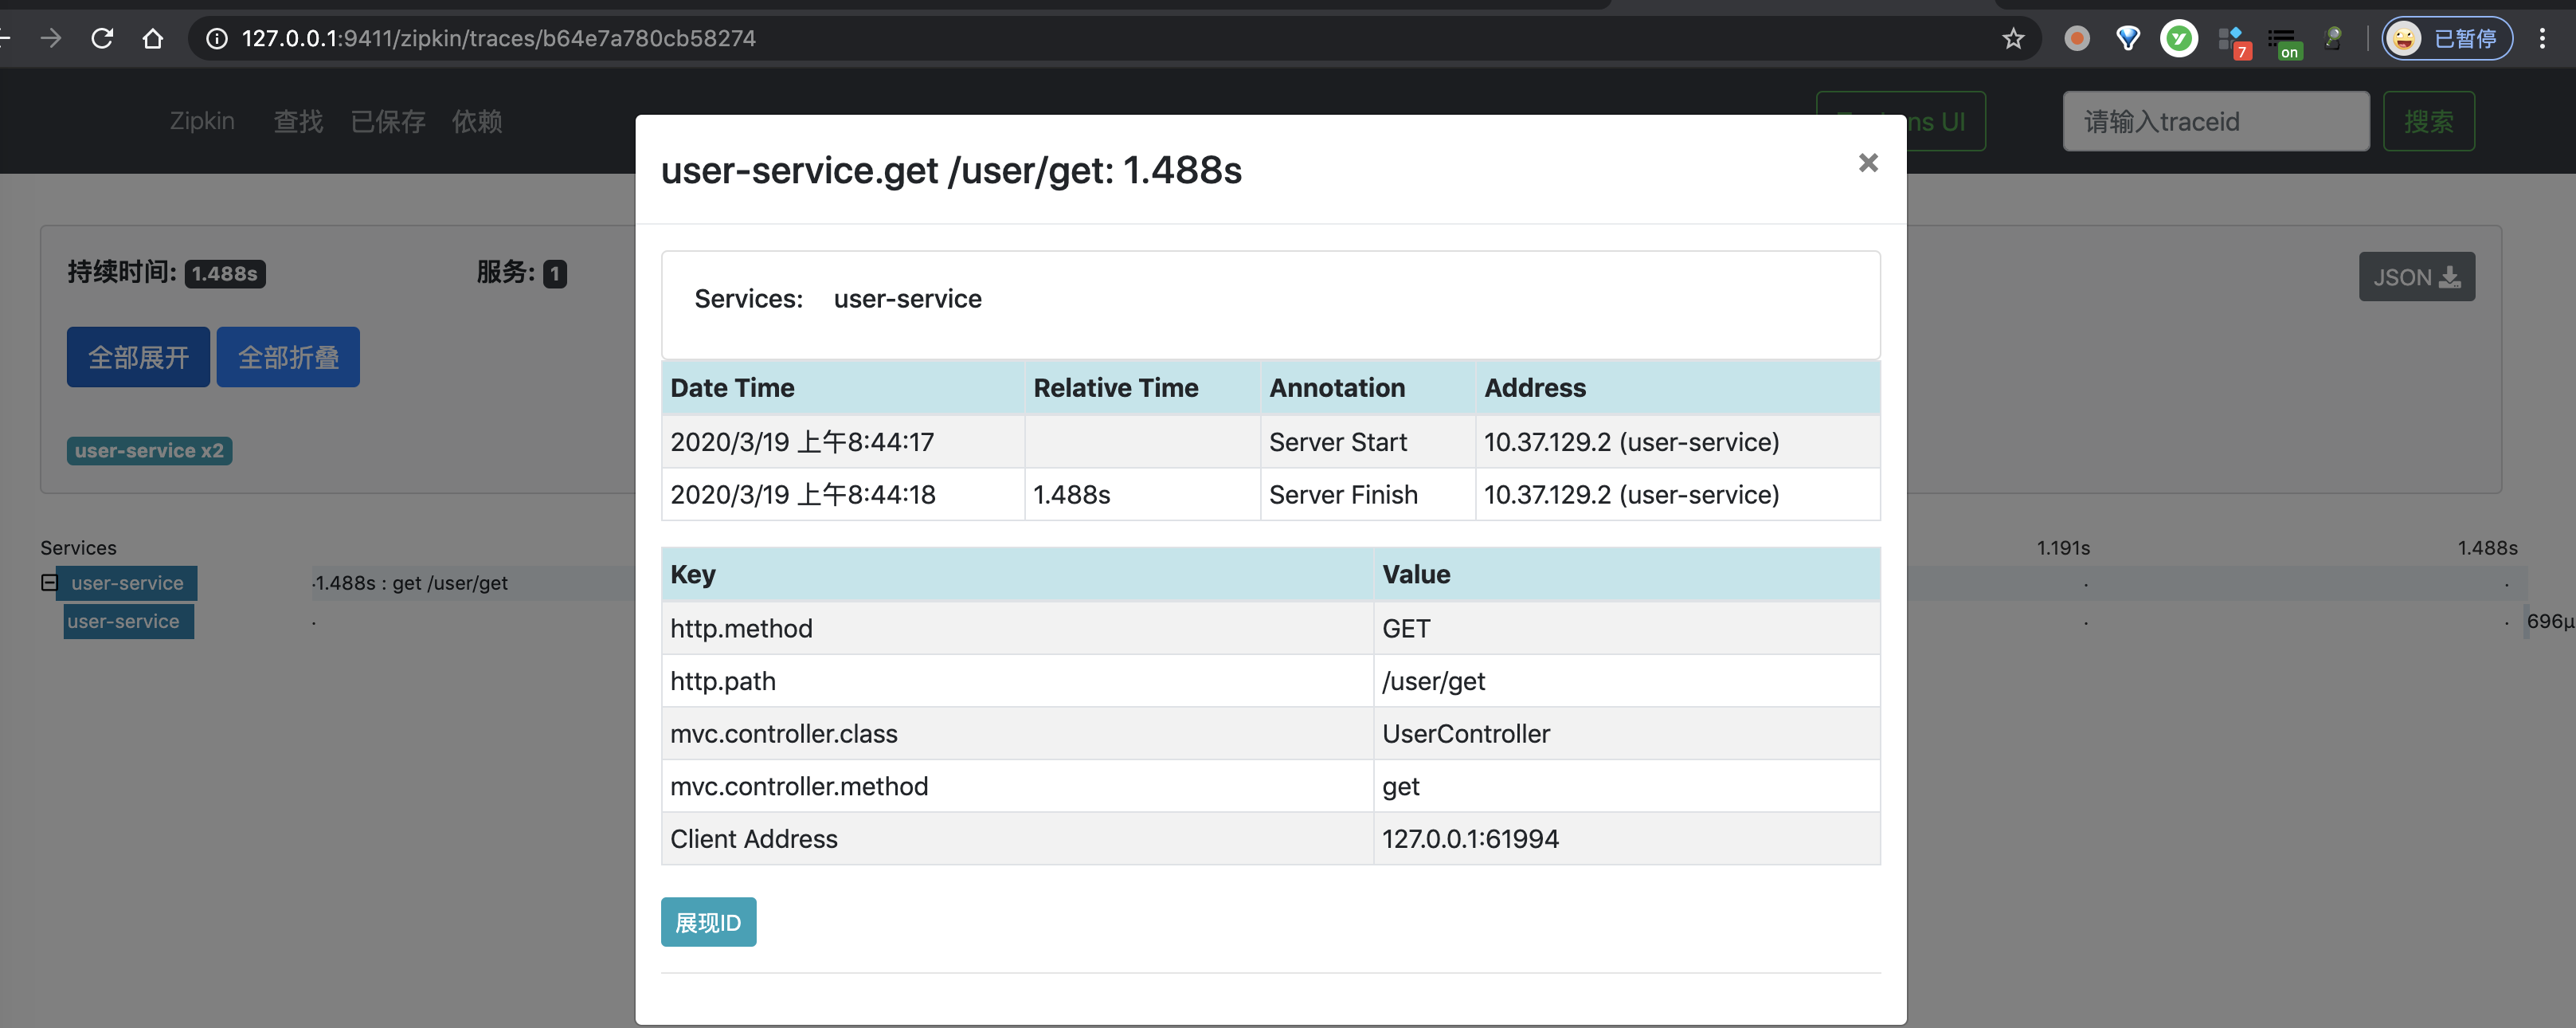 127.0.0.1:9411/zipkin/traces/b64e7a780cb58274
7
on
已暂停
Zipkin 查找 已保存 依赖
UI
请输入traceid
搜索
user-service.get /user/get: 1.488s
×
持续时间: 1.488s
服务: 1
JSON
全部展开 全部折叠
user-service x2
Services: user-service
Date Time Relative Time Annotation Address
2020/3/19 上午8:44:17 Server Start 10.37.129.2 (user-service)
2020/3/19 上午8:44:18 1.488s Server Finish 10.37.129.2 (user-service)
Services 1.191s 1.488s
user-service 1.488s : get /user/get
user-service 696μ
Key Value
http.method GET
http.path /user/get
mvc.controller.class UserController
mvc.controller.method get
Client Address 127.0.0.1:61994
展现ID